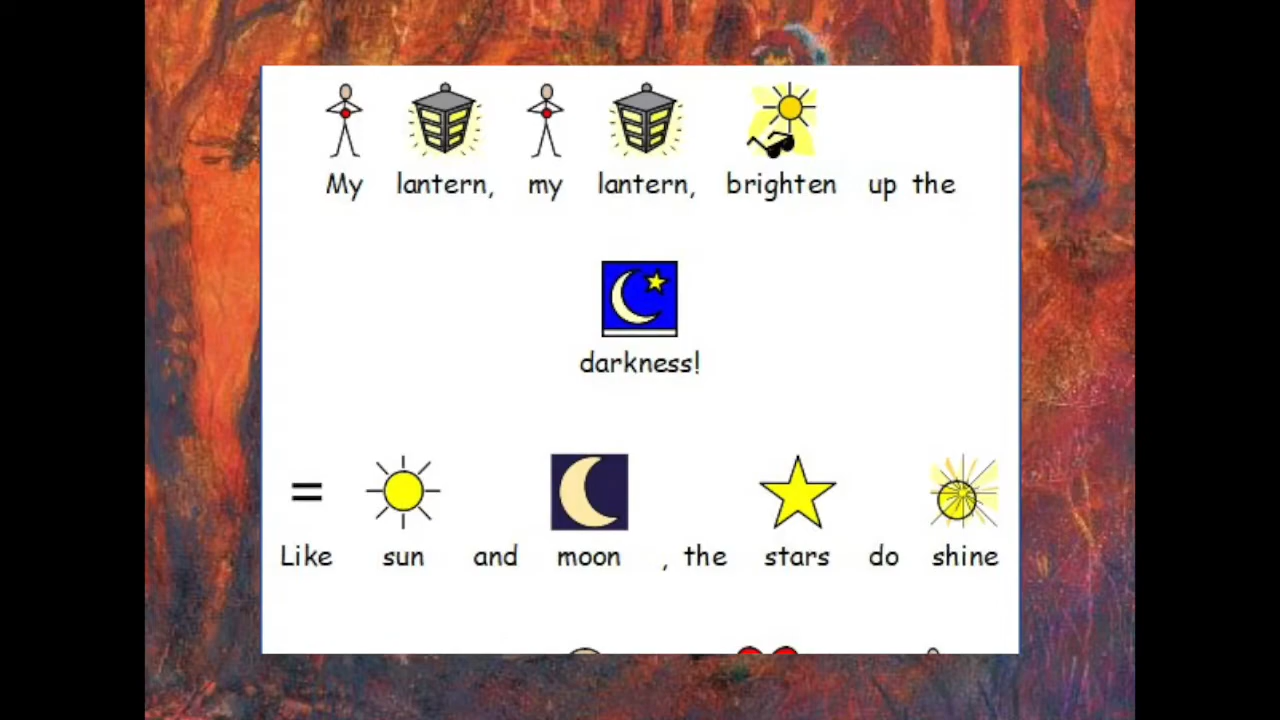 My lantern, my lantern, brighten up the
darkness!
Like sun and moon , the stars do shine